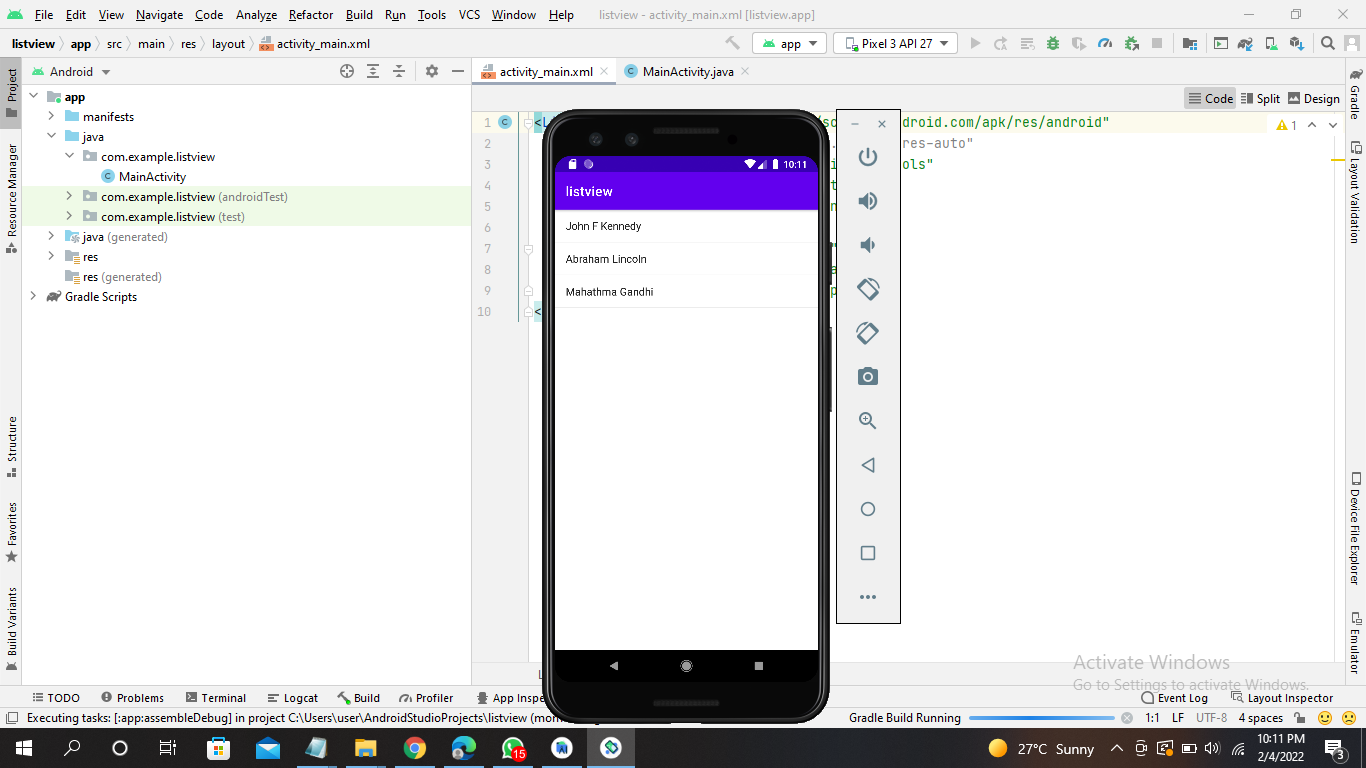 File Edit View Navigate Code Analyze Refactor Build Run Tools VCS Window Help listview - activity_main.xml [listview.app]
listview app src main res layout activity_main.xml app Pixel 3 API 27
Android activity_main.xml MainActivity.java
Code Split Design
Project
Resource Manager
Structure
Favorites
Build Variants
app
manifests
java
com.example.listview
MainActivity
com.example.listview (androidTest)
com.example.listview (test)
java (generated)
res
res (generated)
Gradle Scripts
1
2
3
4
5
6
7
8
9
10
ndroid.com/apk/res/android"
res-auto"
ols"
1
10:11
listview
John F Kennedy
Abraham Lincoln
Mahathma Gandhi
Gradle
Layout Validation
Device File Explorer
Emulator
Activate Windows
Go to Settings to activate Windows.
TODO Problems Terminal Logcat Build Profiler App Inspe Event Log Layout Inspector
Executing tasks: [:app:assembleDebug] in project C:\Users\user\AndroidStudioProjects\listview Gradle Build Running 1:1 LF UTF-8 4 spaces
15
27°C Sunny
10:11 PM
2/4/2022
3